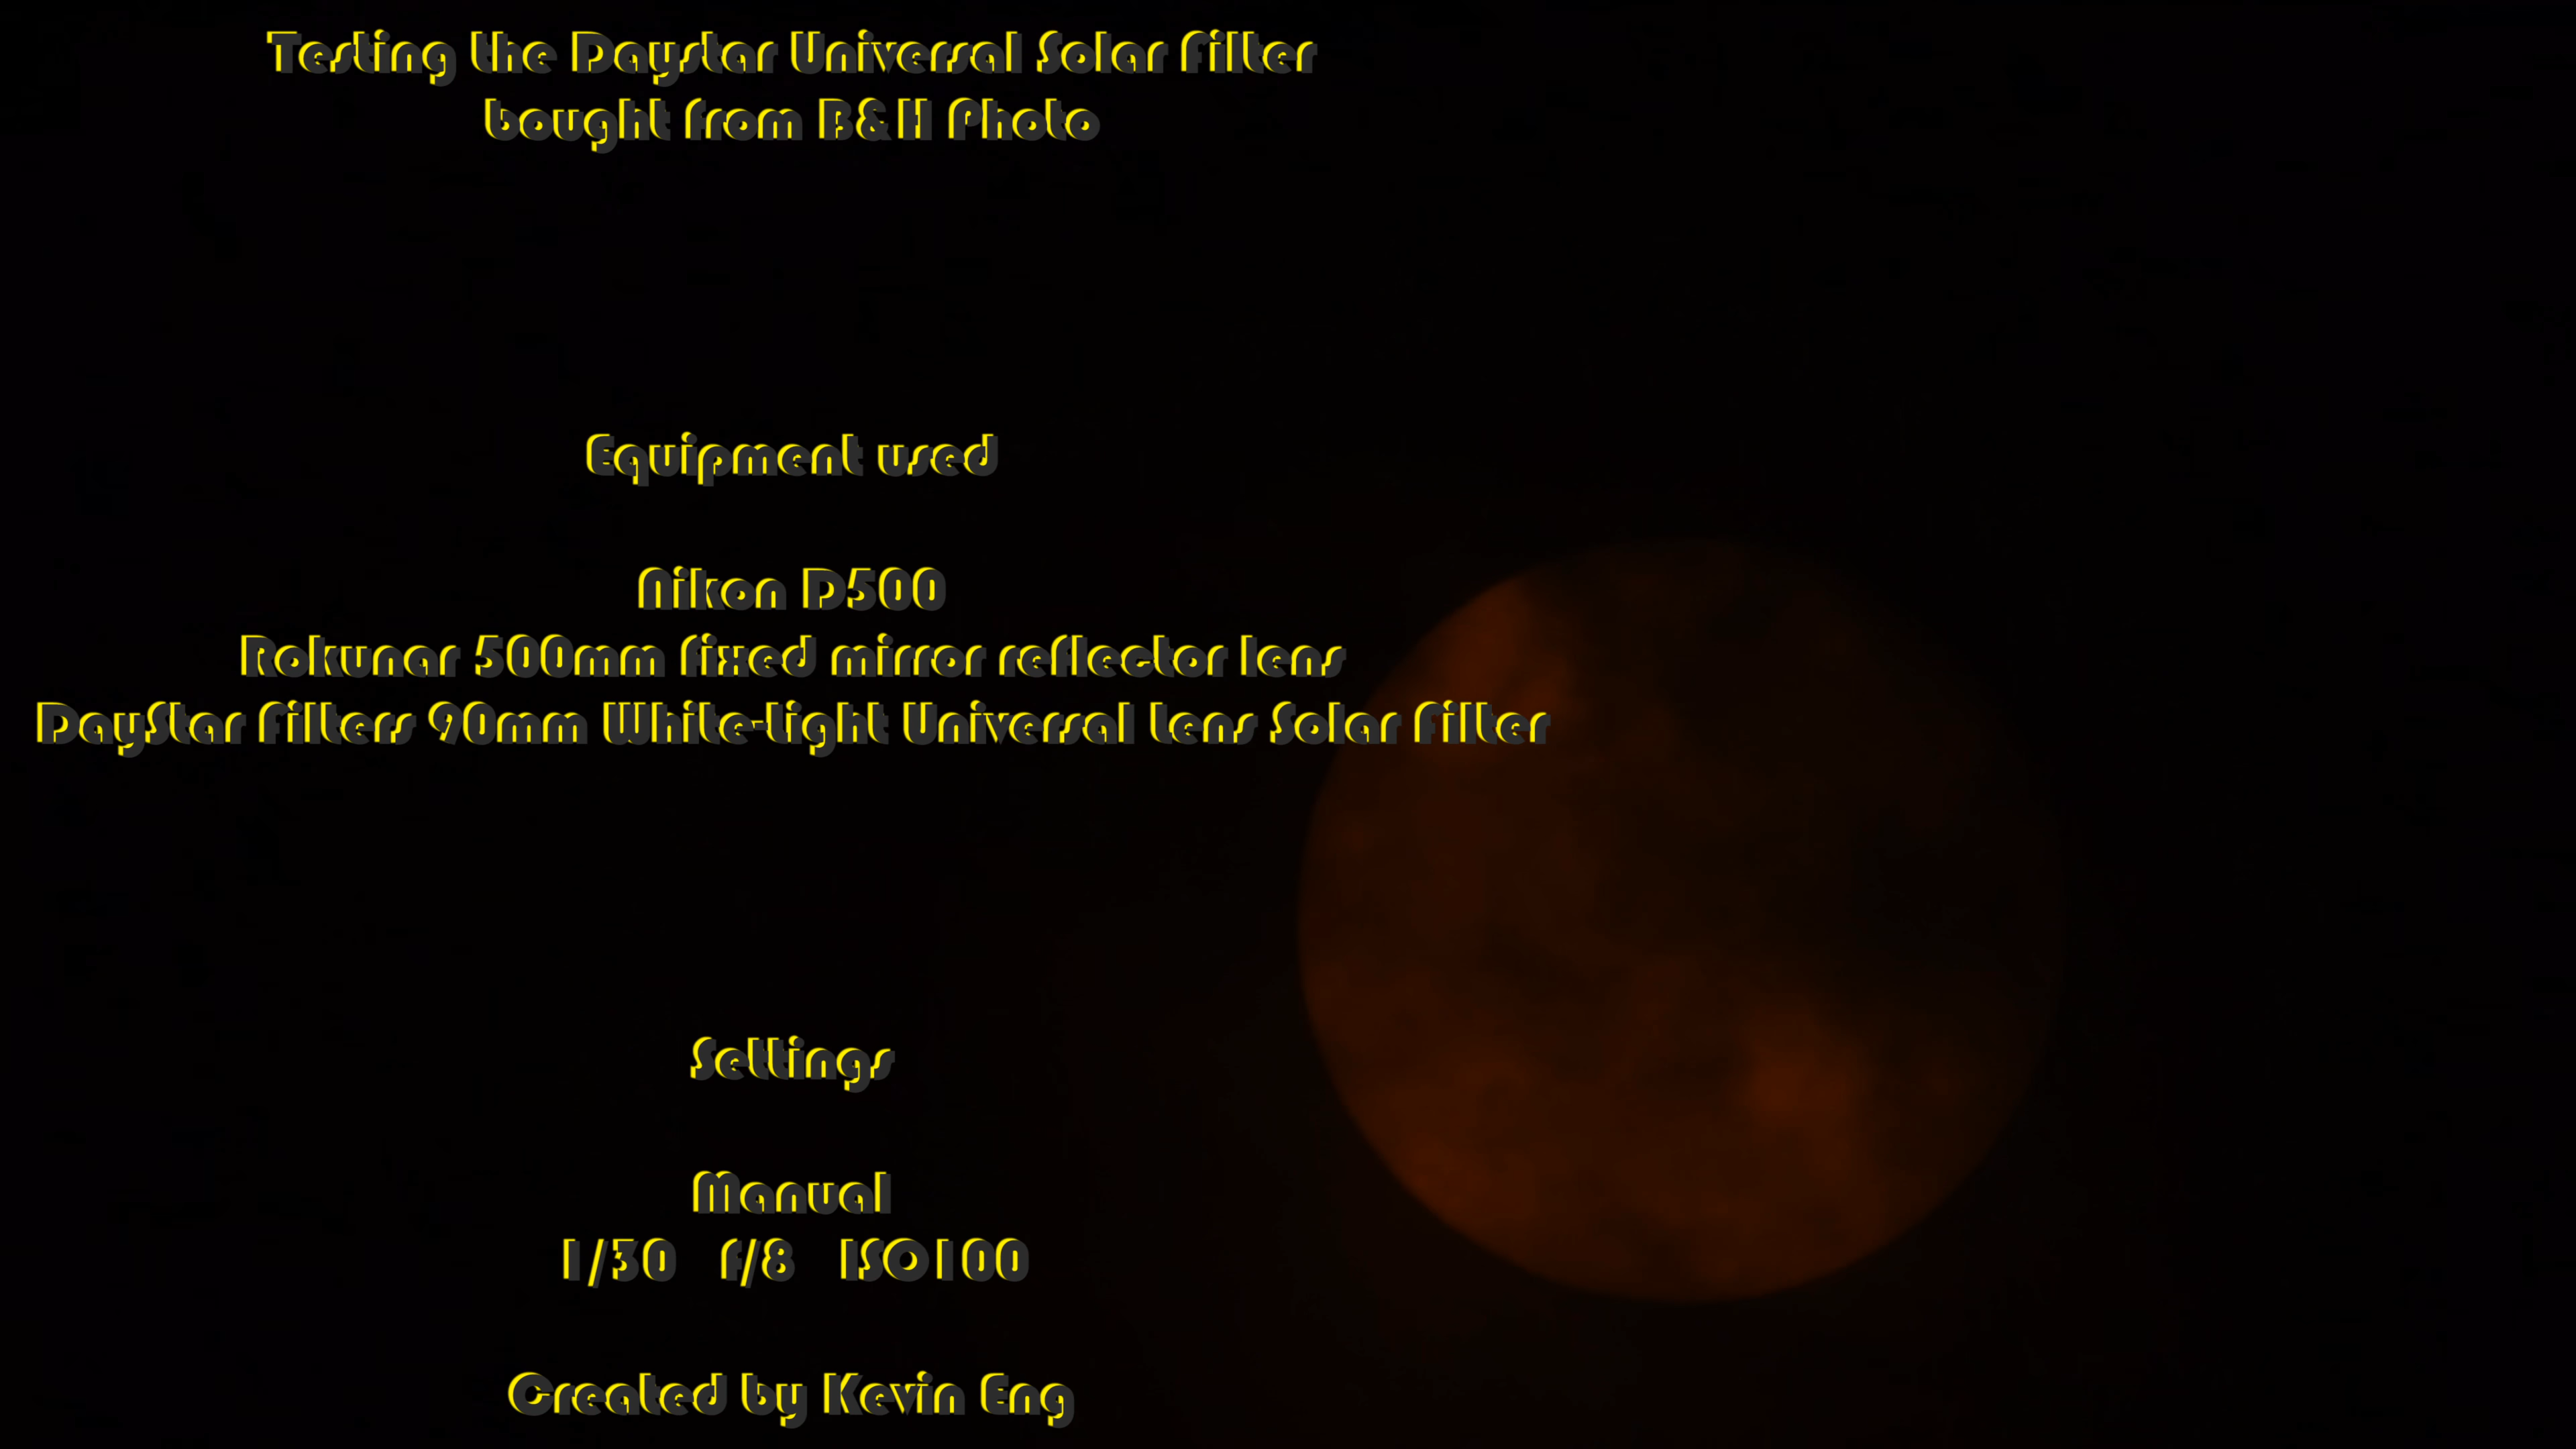 Testing the Daystar Universal Solar Filter
bought from B&H Photo
Equipment used
Nikon D500
Rokunar 500mm fixed mirror reflector lens
DayStar Filters 90mm White-Light Universal Lens Solar Filter
Settings
Manual
1/30 f/8 ISO100
Created by Kevin Eng